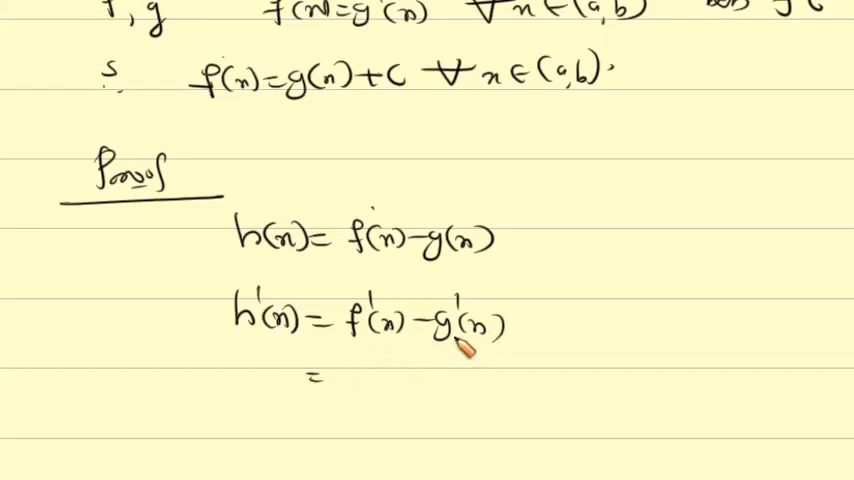 f, g f'(x)=g'(x) ∀ x ∈ (a,b)
f(x)=g(x)+C ∀ x ∈ (a,b).
Proof
h(x)= f(x)-g(x)
h'(x)= f'(x)-g'(x)
=